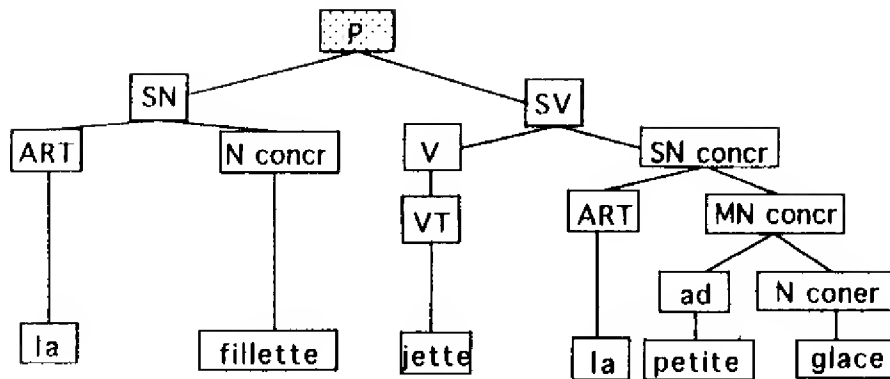 P
SN SV
ART N concr V SN concr
VT ART MN concr
ad N coner
la fillette jette la petite glace